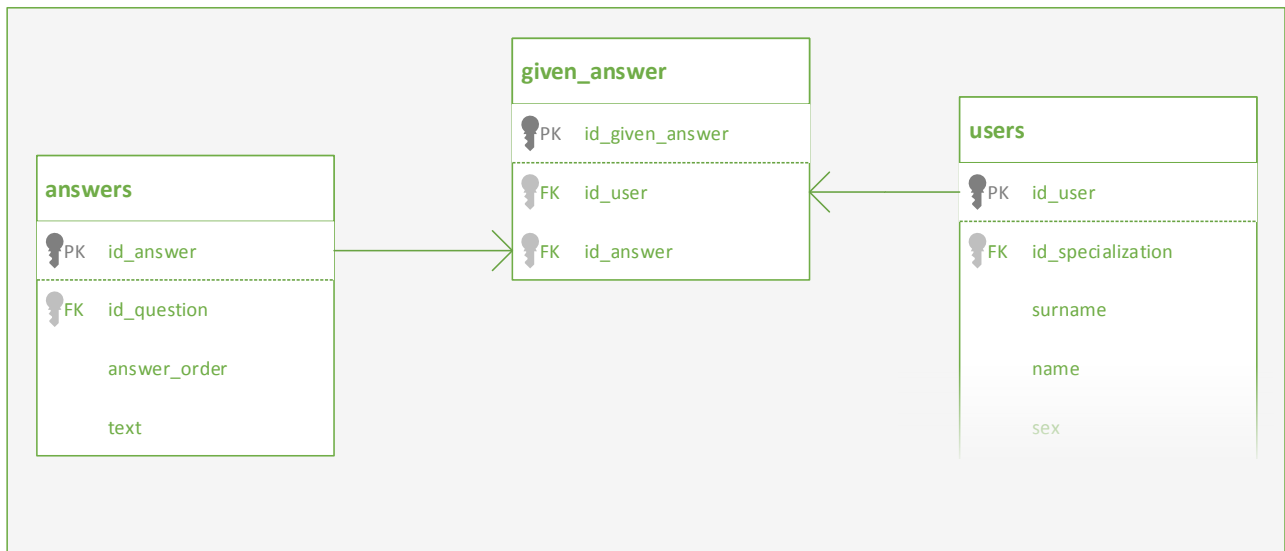 given_answer
PK id_given_answer
FK id_user
FK id_answer
users
PK id_user
FK id_specialization
surname
name
sex
answers
PK id_answer
FK id_question
answer_order
text